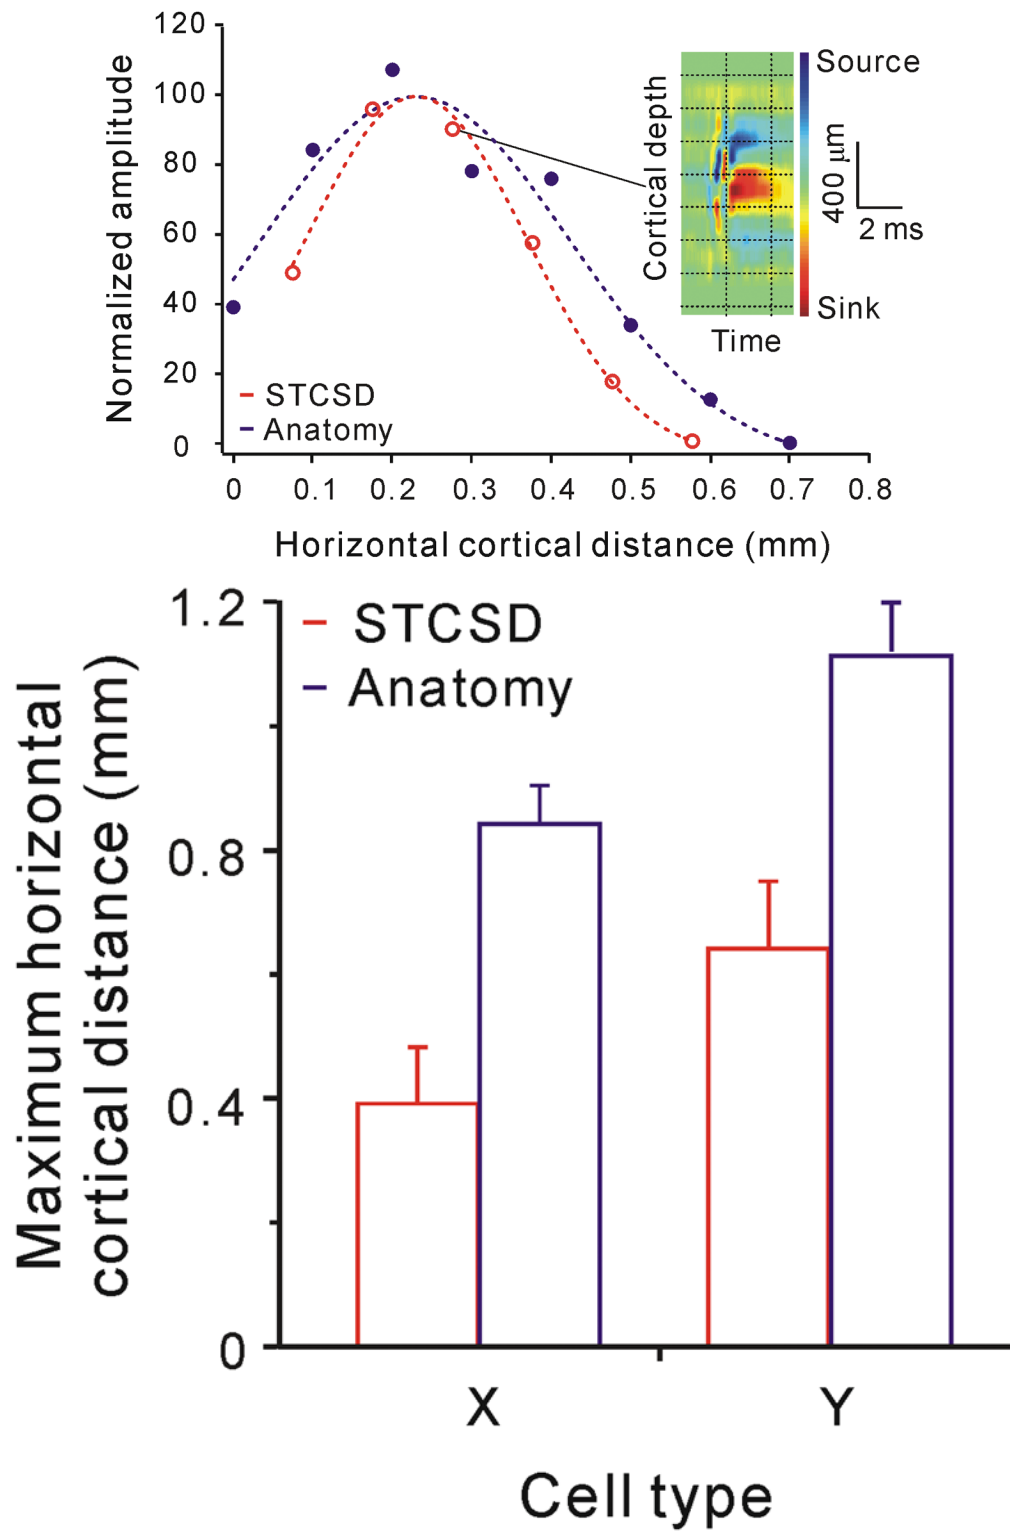 120
100
80
60
40
20
0
Normalized amplitude
STCSD
Anatomy
0 0.1 0.2 0.3 0.4 0.5 0.6 0.7 0.8
Horizontal cortical distance (mm)
Cortical depth
Time
Source
Sink
400 μm
2 ms
1.2
0.8
0.4
0
Maximum horizontal
cortical distance (mm)
STCSD
Anatomy
X Y
Cell type